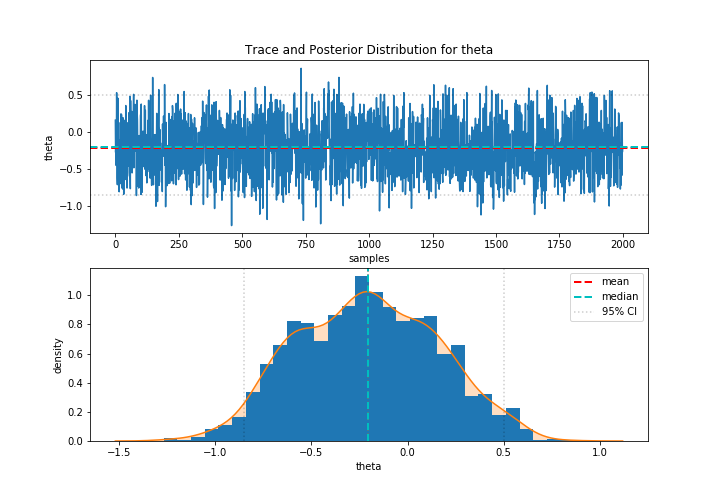 Trace and Posterior Distribution for theta
0.5
0.0
−0.5
−1.0
theta
0 250 500 750 1000 1250 1500 1750 2000
samples
1.0
0.8
0.6
0.4
0.2
0.0
density
mean
median
95% CI
−1.5 −1.0 −0.5 0.0 0.5 1.0
theta